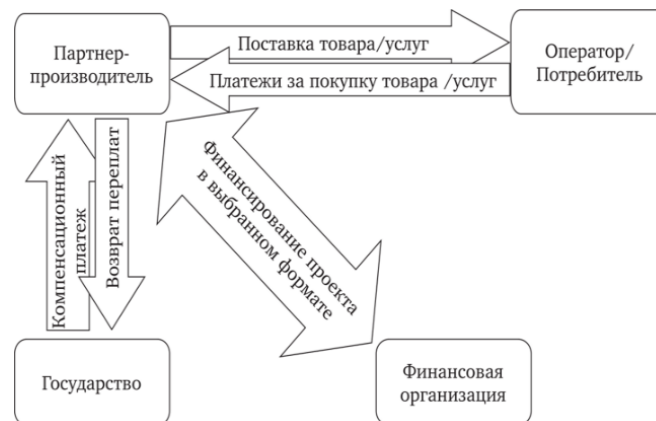 Партнер-
производитель
Поставка товара/услуг
Платежи за покупку товара /услуг
Оператор/
Потребитель
Компенсационный
платеж
Возврат переплат
Финансирование проекта
в выбранном формате
Государство
Финансовая
организация